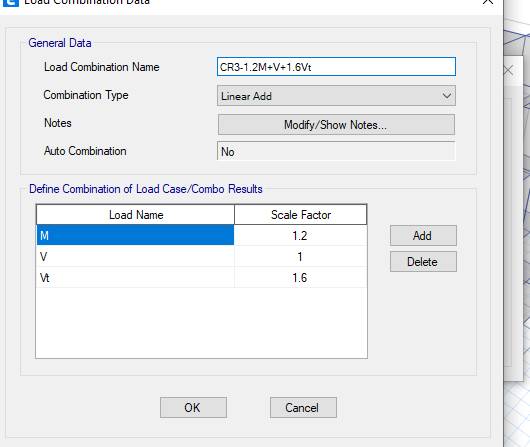 Load Combination Data
General Data
Load Combination Name
CR3-1.2M+V+1.6Vt
Combination Type
Linear Add
Notes
Modify/Show Notes...
Auto Combination
No
Define Combination of Load Case/Combo Results
Load Name Scale Factor
M 1.2
Add
V 1
Delete
Vt 1.6
OK
Cancel